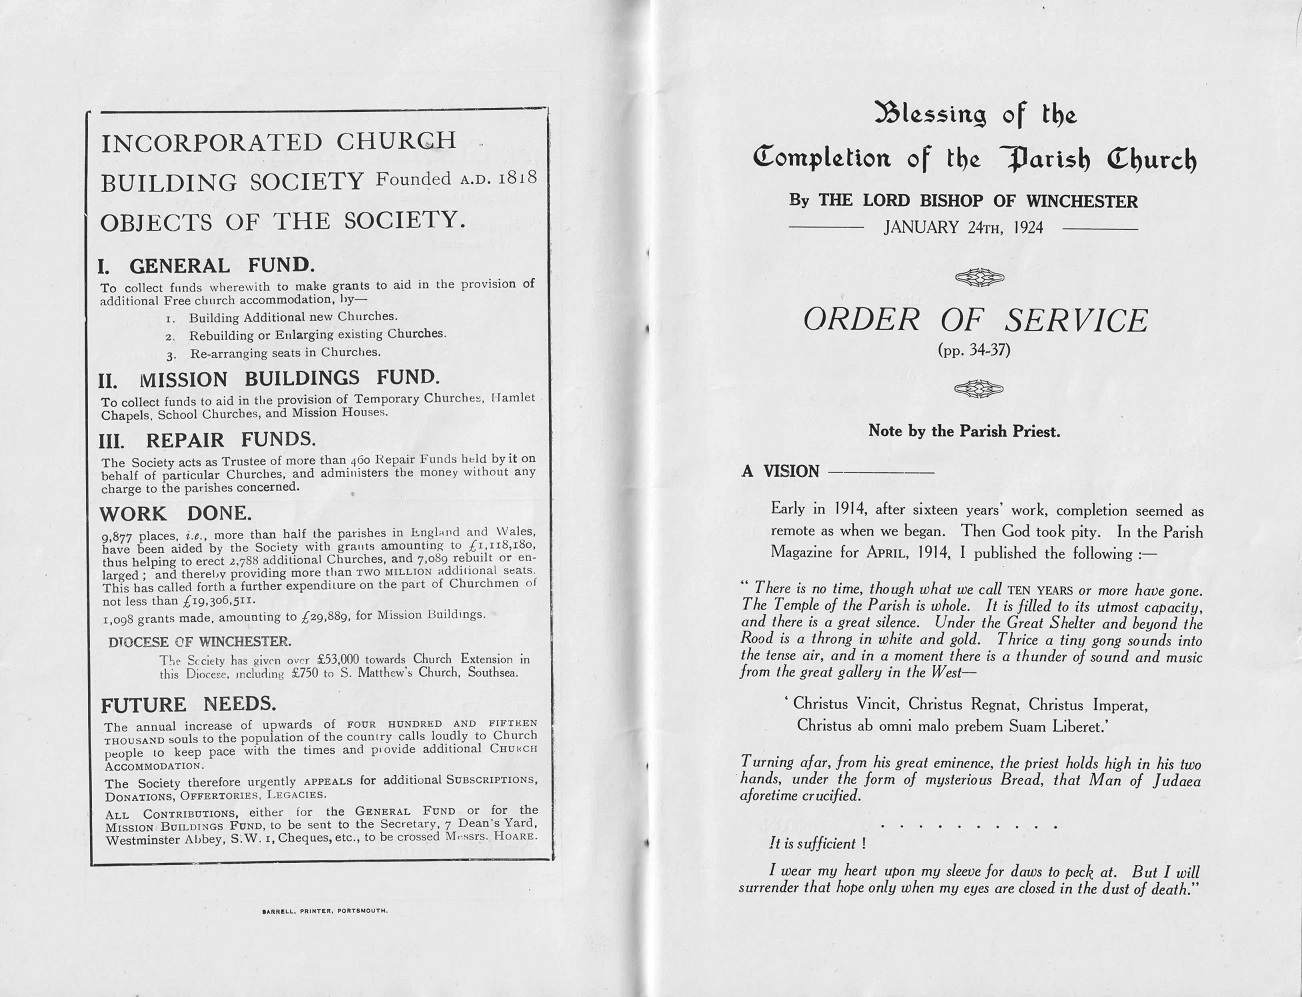 INCORPORATED CHURCH
BUILDING SOCIETY Founded A.D. 1818
OBJECTS OF THE SOCIETY.
I. GENERAL FUND.
To collect funds wherewith to make grants to aid in the provision of
additional Free church accommodation, by—
1. Building Additional new Churches.
2. Rebuilding or Enlarging existing Churches.
3. Re-arranging seats in Churches.
II. MISSION BUILDINGS FUND.
To collect funds to aid in the provision of Temporary Churches, Hamlet
Chapels, School Churches, and Mission Houses.
III. REPAIR FUNDS.
The Society acts as Trustee of more than 460 Repair Funds held by it on
behalf of particular Churches, and administers the money without any
charge to the parishes concerned.
WORK DONE.
9,877 places, i.e., more than half the parishes in England and Wales,
have been aided by the Society with grants amounting to £1,118,180,
thus helping to erect 2,788 additional Churches, and 7,089 rebuilt or en-
larged ; and thereby providing more than TWO MILLION additional seats.
This has called forth a further expenditure on the part of Churchmen of
not less than £19,306,511.
1,098 grants made, amounting to £29,889, for Mission Buildings.
DIOCESE OF WINCHESTER.
The Society has given over £53,000 towards Church Extension in
this Diocese, including £750 to S. Matthew's Church, Southsea.
FUTURE NEEDS.
The annual increase of upwards of FOUR HUNDRED AND FIFTEEN
THOUSAND souls to the population of the country calls loudly to Church
people to keep pace with the times and provide additional CHURCH
ACCOMMODATION.
The Society therefore urgently APPEALS for additional SUBSCRIPTIONS,
DONATIONS, OFFERTORIES, LEGACIES.
ALL CONTRIBUTIONS, either for the GENERAL FUND or for the
MISSION BUILDINGS FUND, to be sent to the Secretary, 7 Dean's Yard,
Westminster Abbey, S.W. 1, Cheques, etc., to be crossed Messrs. HOARE.
BARRELL, PRINTER, PORTSMOUTH.
Blessing of the
Completion of the Parish Church
By THE LORD BISHOP OF WINCHESTER
JANUARY 24TH, 1924
ORDER OF SERVICE
(pp. 34-37)
Note by the Parish Priest.
A VISION
Early in 1914, after sixteen years' work, completion seemed as
remote as when we began. Then God took pity. In the Parish
Magazine for APRIL, 1914, I published the following :—
" There is no time, though what we call TEN YEARS or more have gone.
The Temple of the Parish is whole. It is filled to its utmost capacity,
and there is a great silence. Under the Great Shelter and beyond the
Rood is a throng in white and gold. Thrice a tiny gong sounds into
the tense air, and in a moment there is a thunder of sound and music
from the great gallery in the West—
' Christus Vincit, Christus Regnat, Christus Imperat,
Christus ab omni malo prebem Suam Liberet.'
Turning afar, from his great eminence, the priest holds high in his two
hands, under the form of mysterious Bread, that Man of Judaea
aforetime crucified.
. . . . . . . . . .
It is sufficient !
I wear my heart upon my sleeve for daws to peck at. But I will
surrender that hope only when my eyes are closed in the dust of death."